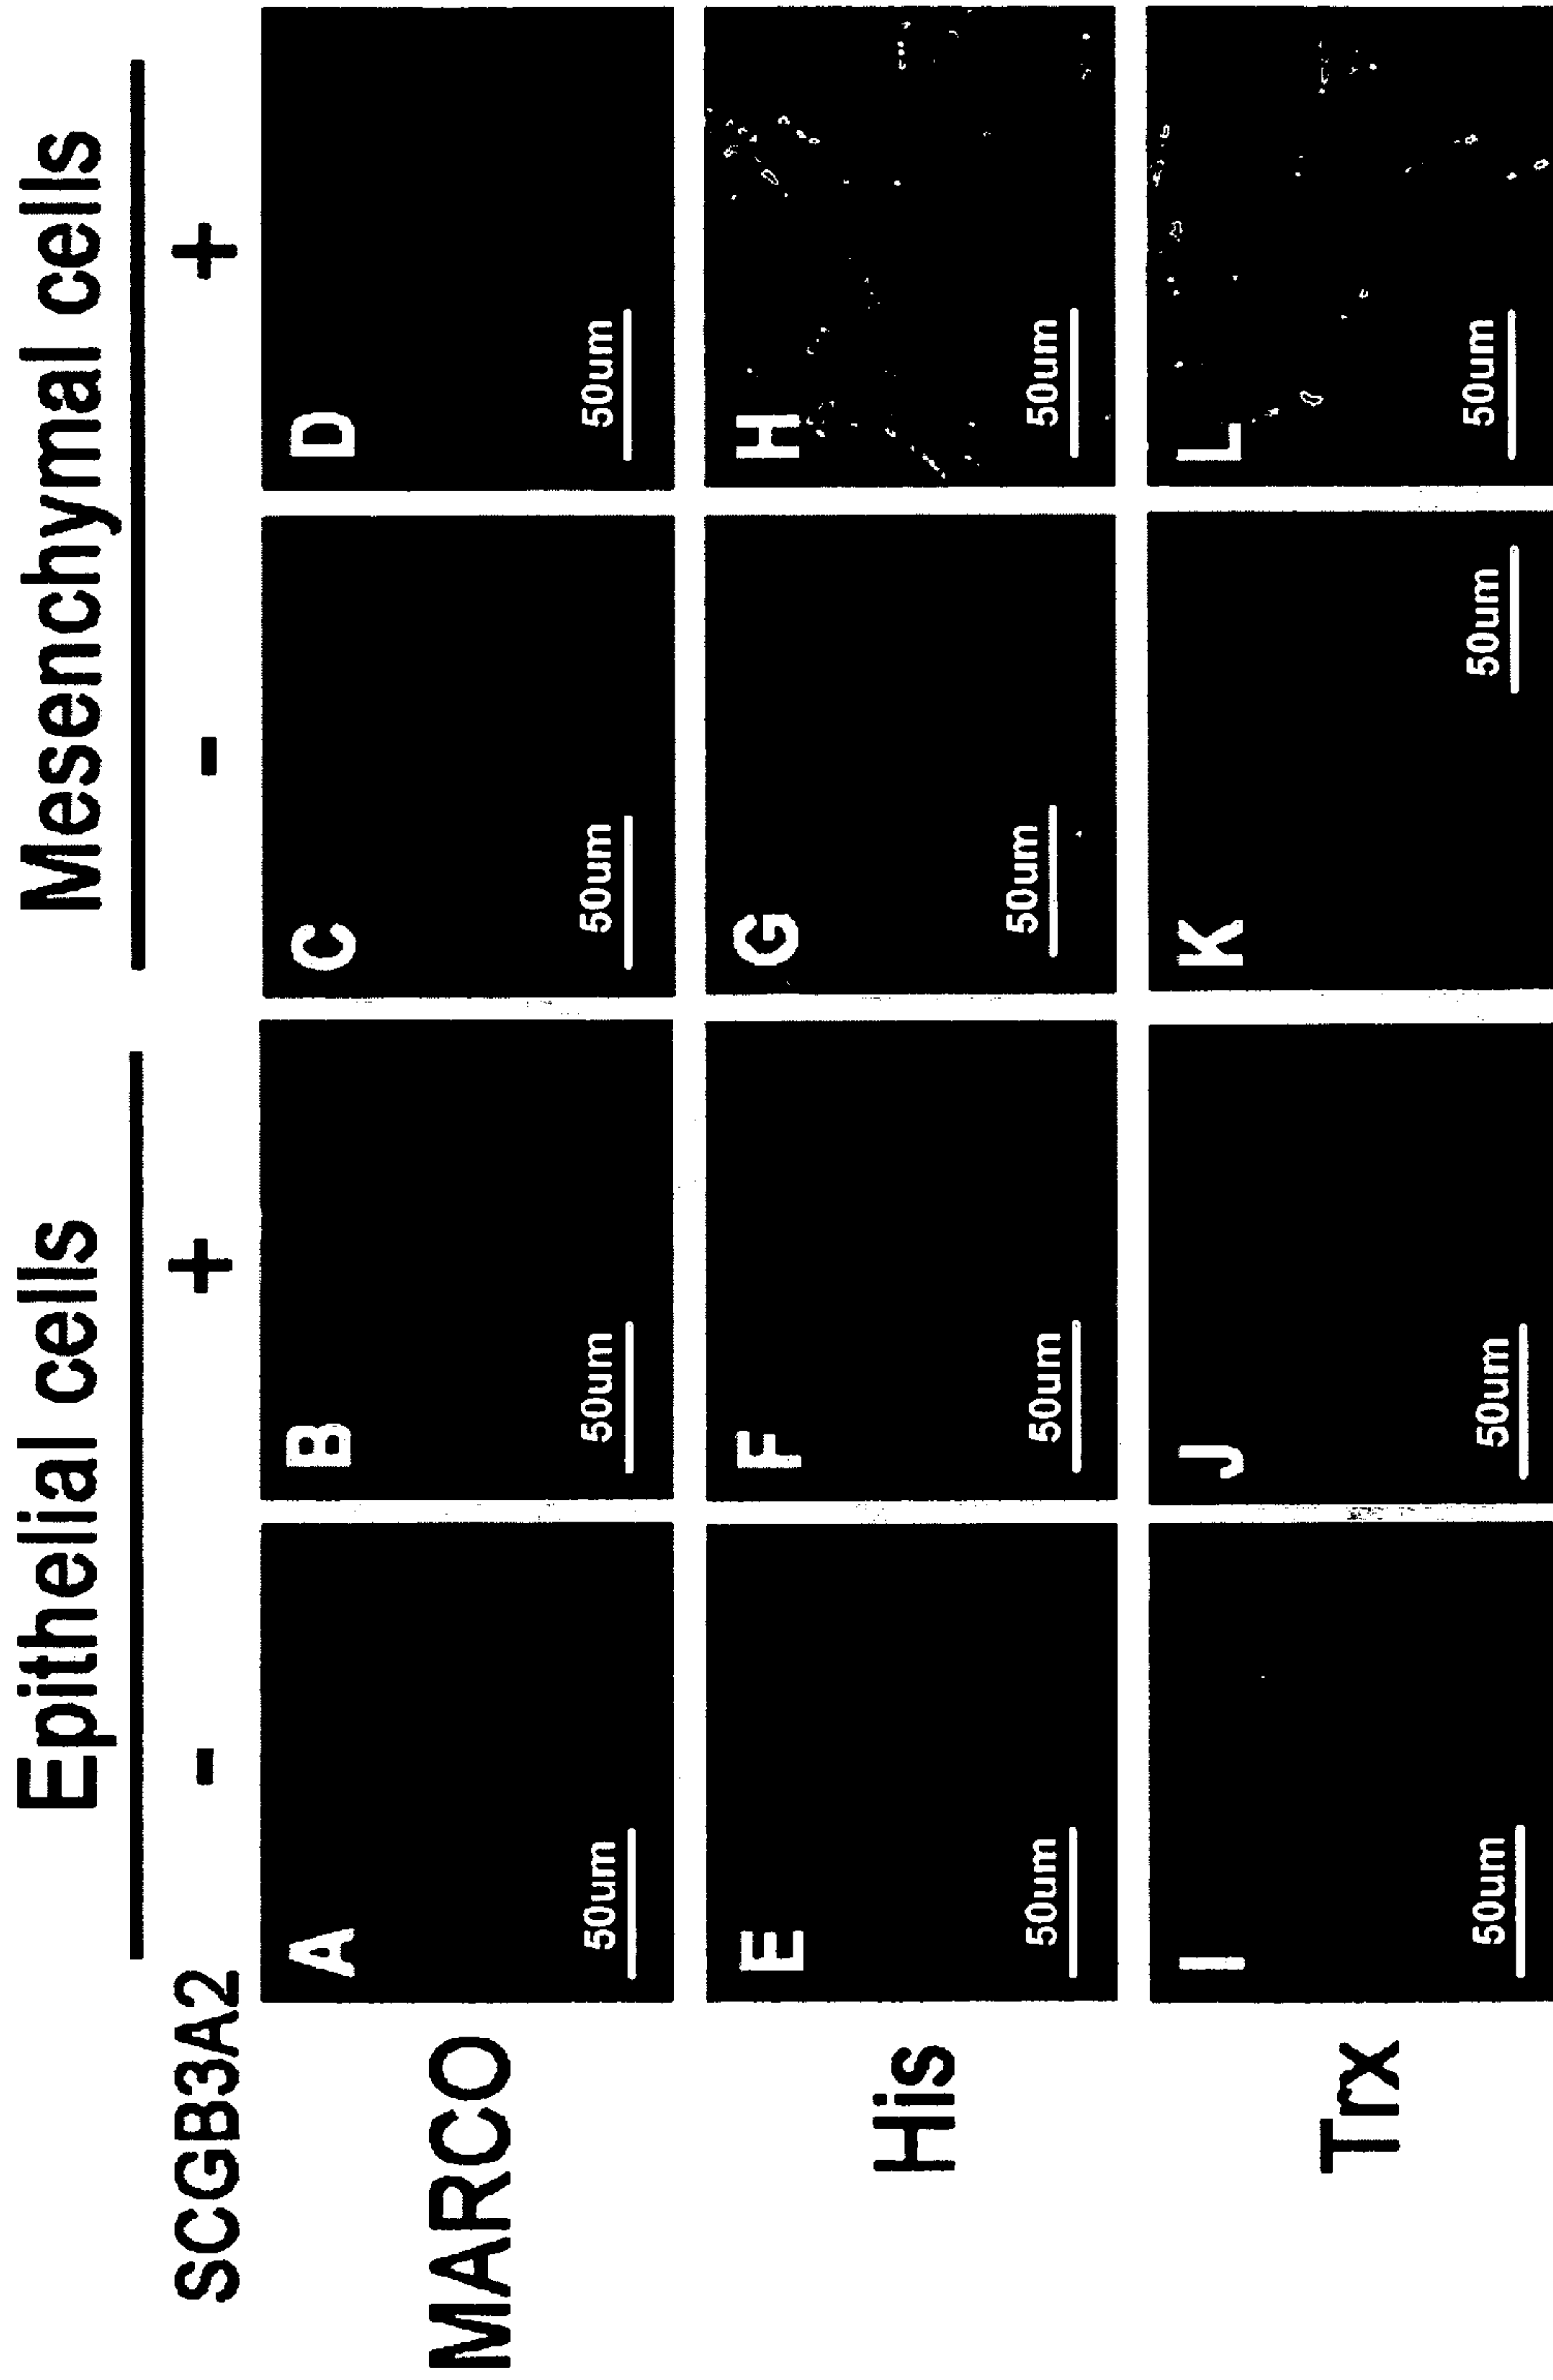 Epithelial cells Mesenchymal cells
SCGB3A2 - + - +
MARCO
A
50um
B
50um
C
50um
D
50um
His
E
50um
F
50um
G
50um
H
50um
Trx
I
50um
J
50um
K
50um
L
50um